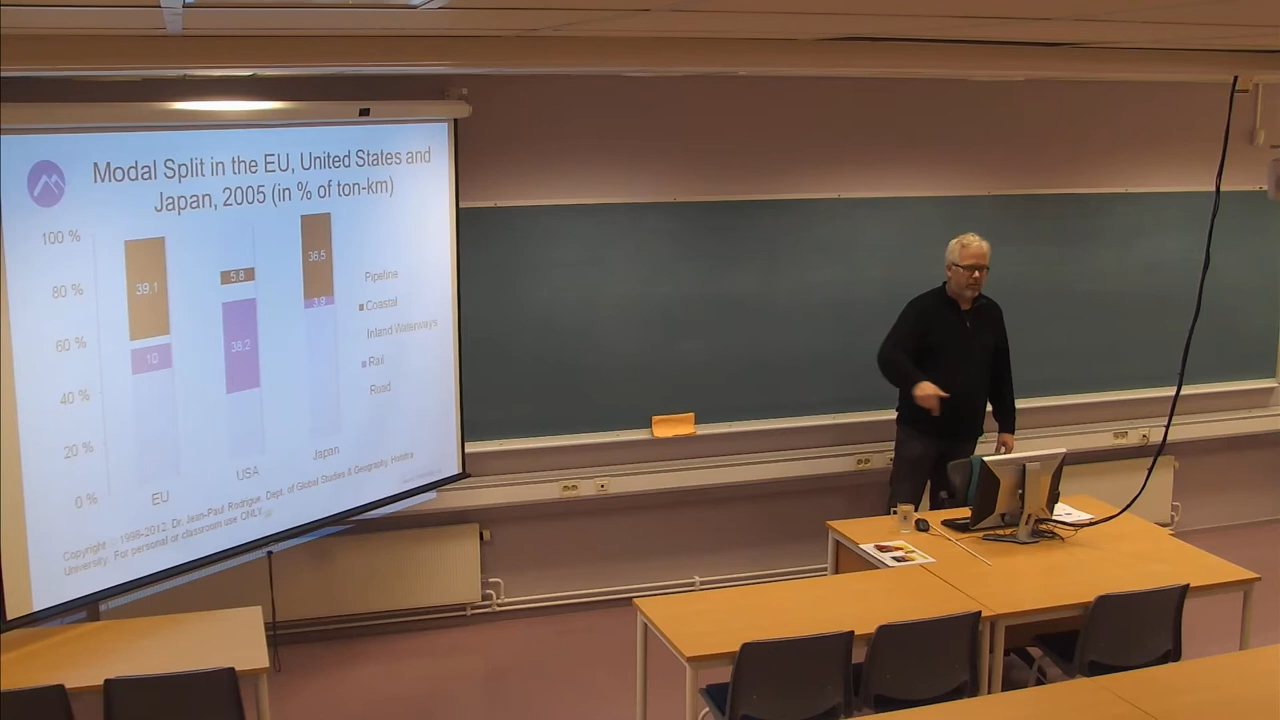 Modal Split in the EU, United States and
Japan, 2005 (in % of ton-km)
100 %
80 %
60 %
40 %
20 %
0 %
39,1
10
5,8
38,2
36,5
3,9
EU
USA
Japan
Pipeline
Coastal
Inland Waterways
Rail
Road
Copyright © 1998-2012, Dr. Jean-Paul Rodrigue, Dept. of Global Studies & Geography, Hofstra
University. For personal or classroom use ONLY.